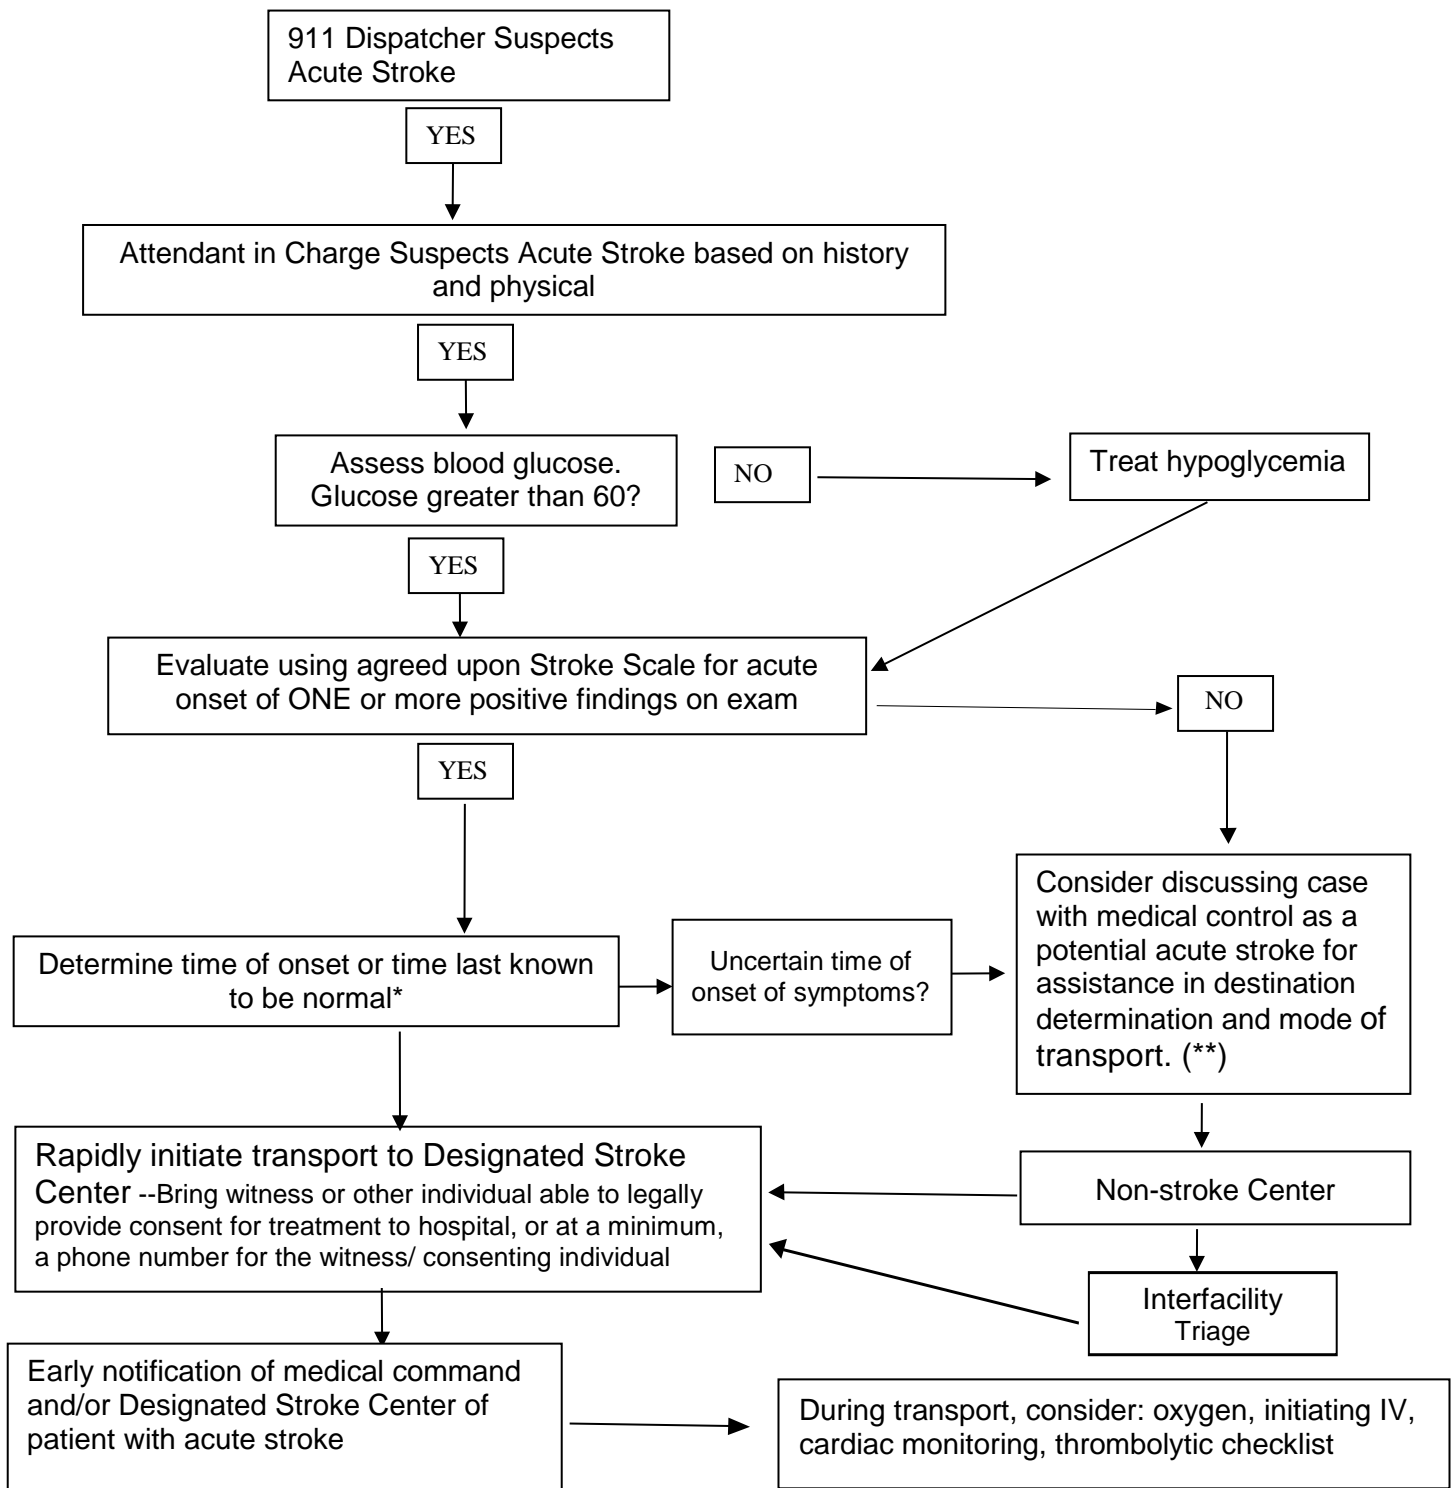 911 Dispatcher Suspects
Acute Stroke
YES
Attendant in Charge Suspects Acute Stroke based on history
and physical
YES
Assess blood glucose.
Glucose greater than 60?
NO
Treat hypoglycemia
YES
Evaluate using agreed upon Stroke Scale for acute
onset of ONE or more positive findings on exam
NO
YES
Consider discussing case
with medical control as a
potential acute stroke for
assistance in destination
determination and mode of
transport. (**)
Determine time of onset or time last known
to be normal*
Uncertain time of
onset of symptoms?
Rapidly initiate transport to Designated Stroke
Center --Bring witness or other individual able to legally
provide consent for treatment to hospital, or at a minimum,
a phone number for the witness/ consenting individual
Non-stroke Center
Interfacility
Triage
Early notification of medical command
and/or Designated Stroke Center of
patient with acute stroke
During transport, consider: oxygen, initiating IV,
cardiac monitoring, thrombolytic checklist